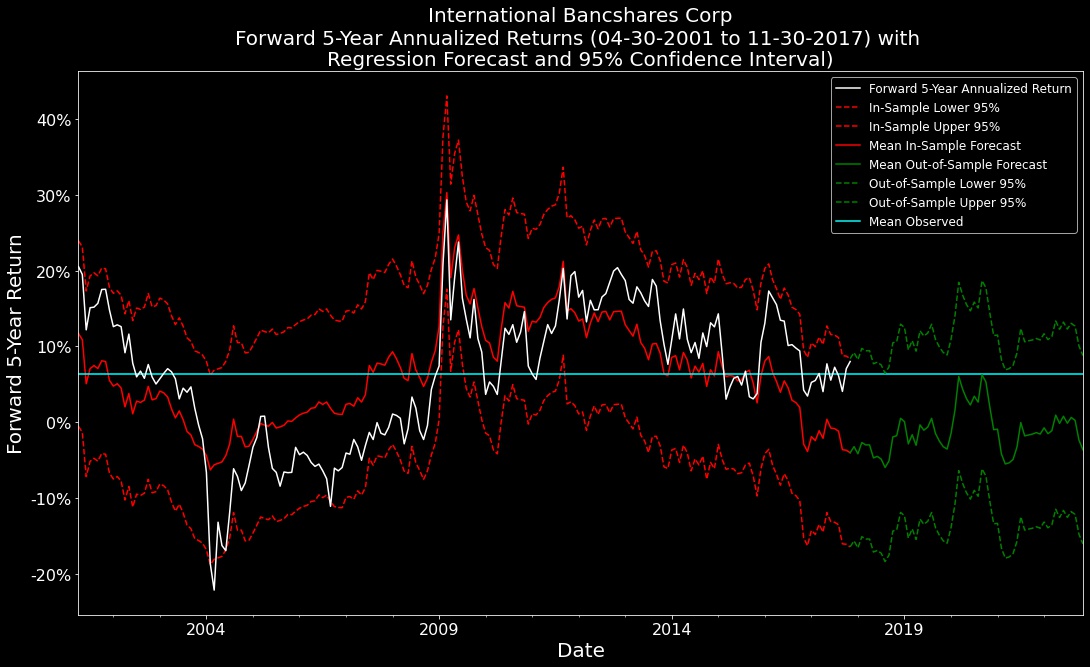 International Bancshares Corp
Forward 5-Year Annualized Returns (04-30-2001 to 11-30-2017) with
Regression Forecast and 95% Confidence Interval)
Forward 5-Year Annualized Return
In-Sample Lower 95%
In-Sample Upper 95%
Mean In-Sample Forecast
Mean Out-of-Sample Forecast
Out-of-Sample Lower 95%
Out-of-Sample Upper 95%
Mean Observed
Forward 5-Year Return
40%
30%
20%
10%
0%
-10%
-20%
2004
2009
2014
2019
Date